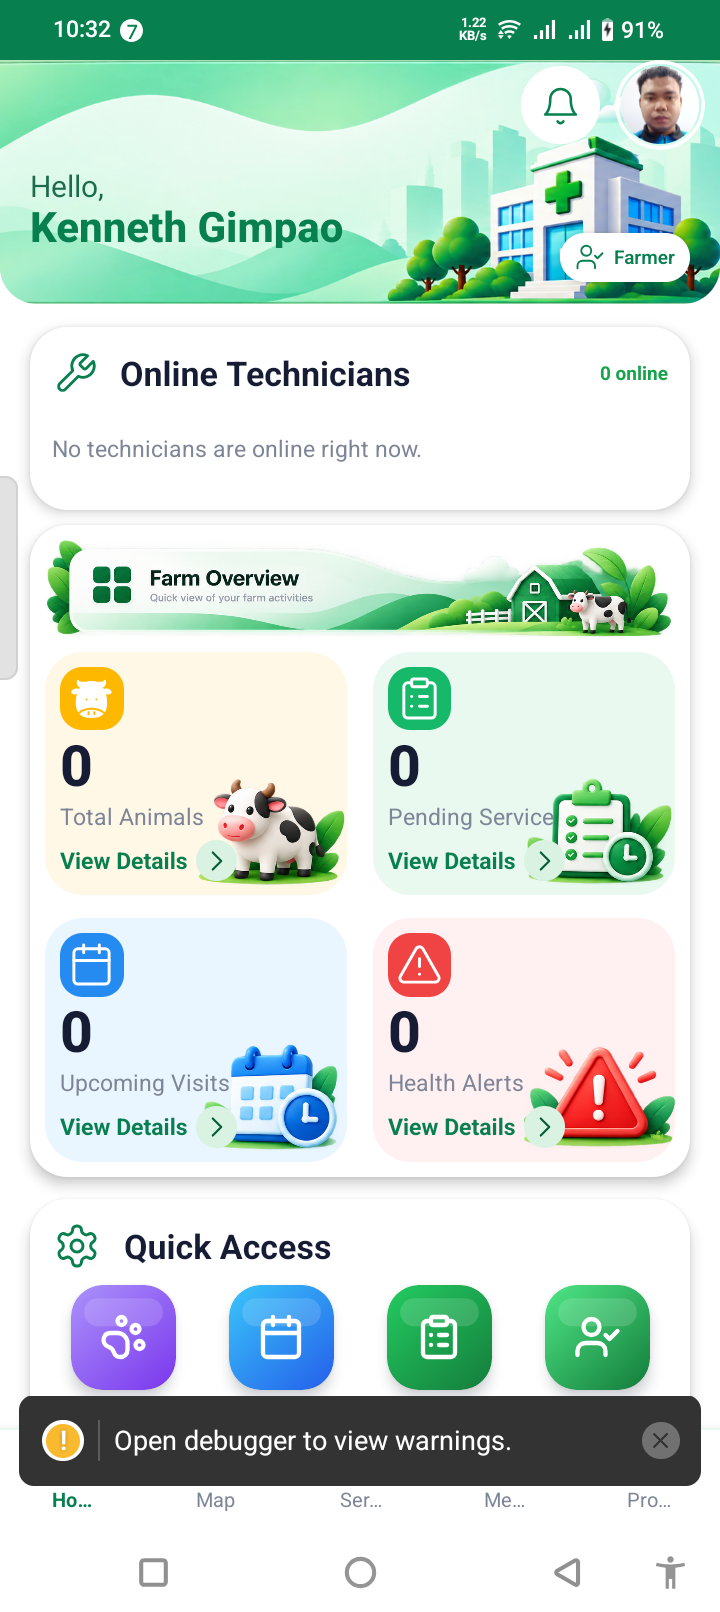 10:32 7 1.22 KB/s 91%
Hello,
Kenneth Gimpao
Farmer
Online Technicians 0 online
No technicians are online right now.
Farm Overview
Quick view of your farm activities
0
Total Animals
View Details
0
Pending Service
View Details
0
Upcoming Visits
View Details
0
Health Alerts
View Details
Quick Access
Open debugger to view warnings.
Ho... Map Ser... Me... Pro...